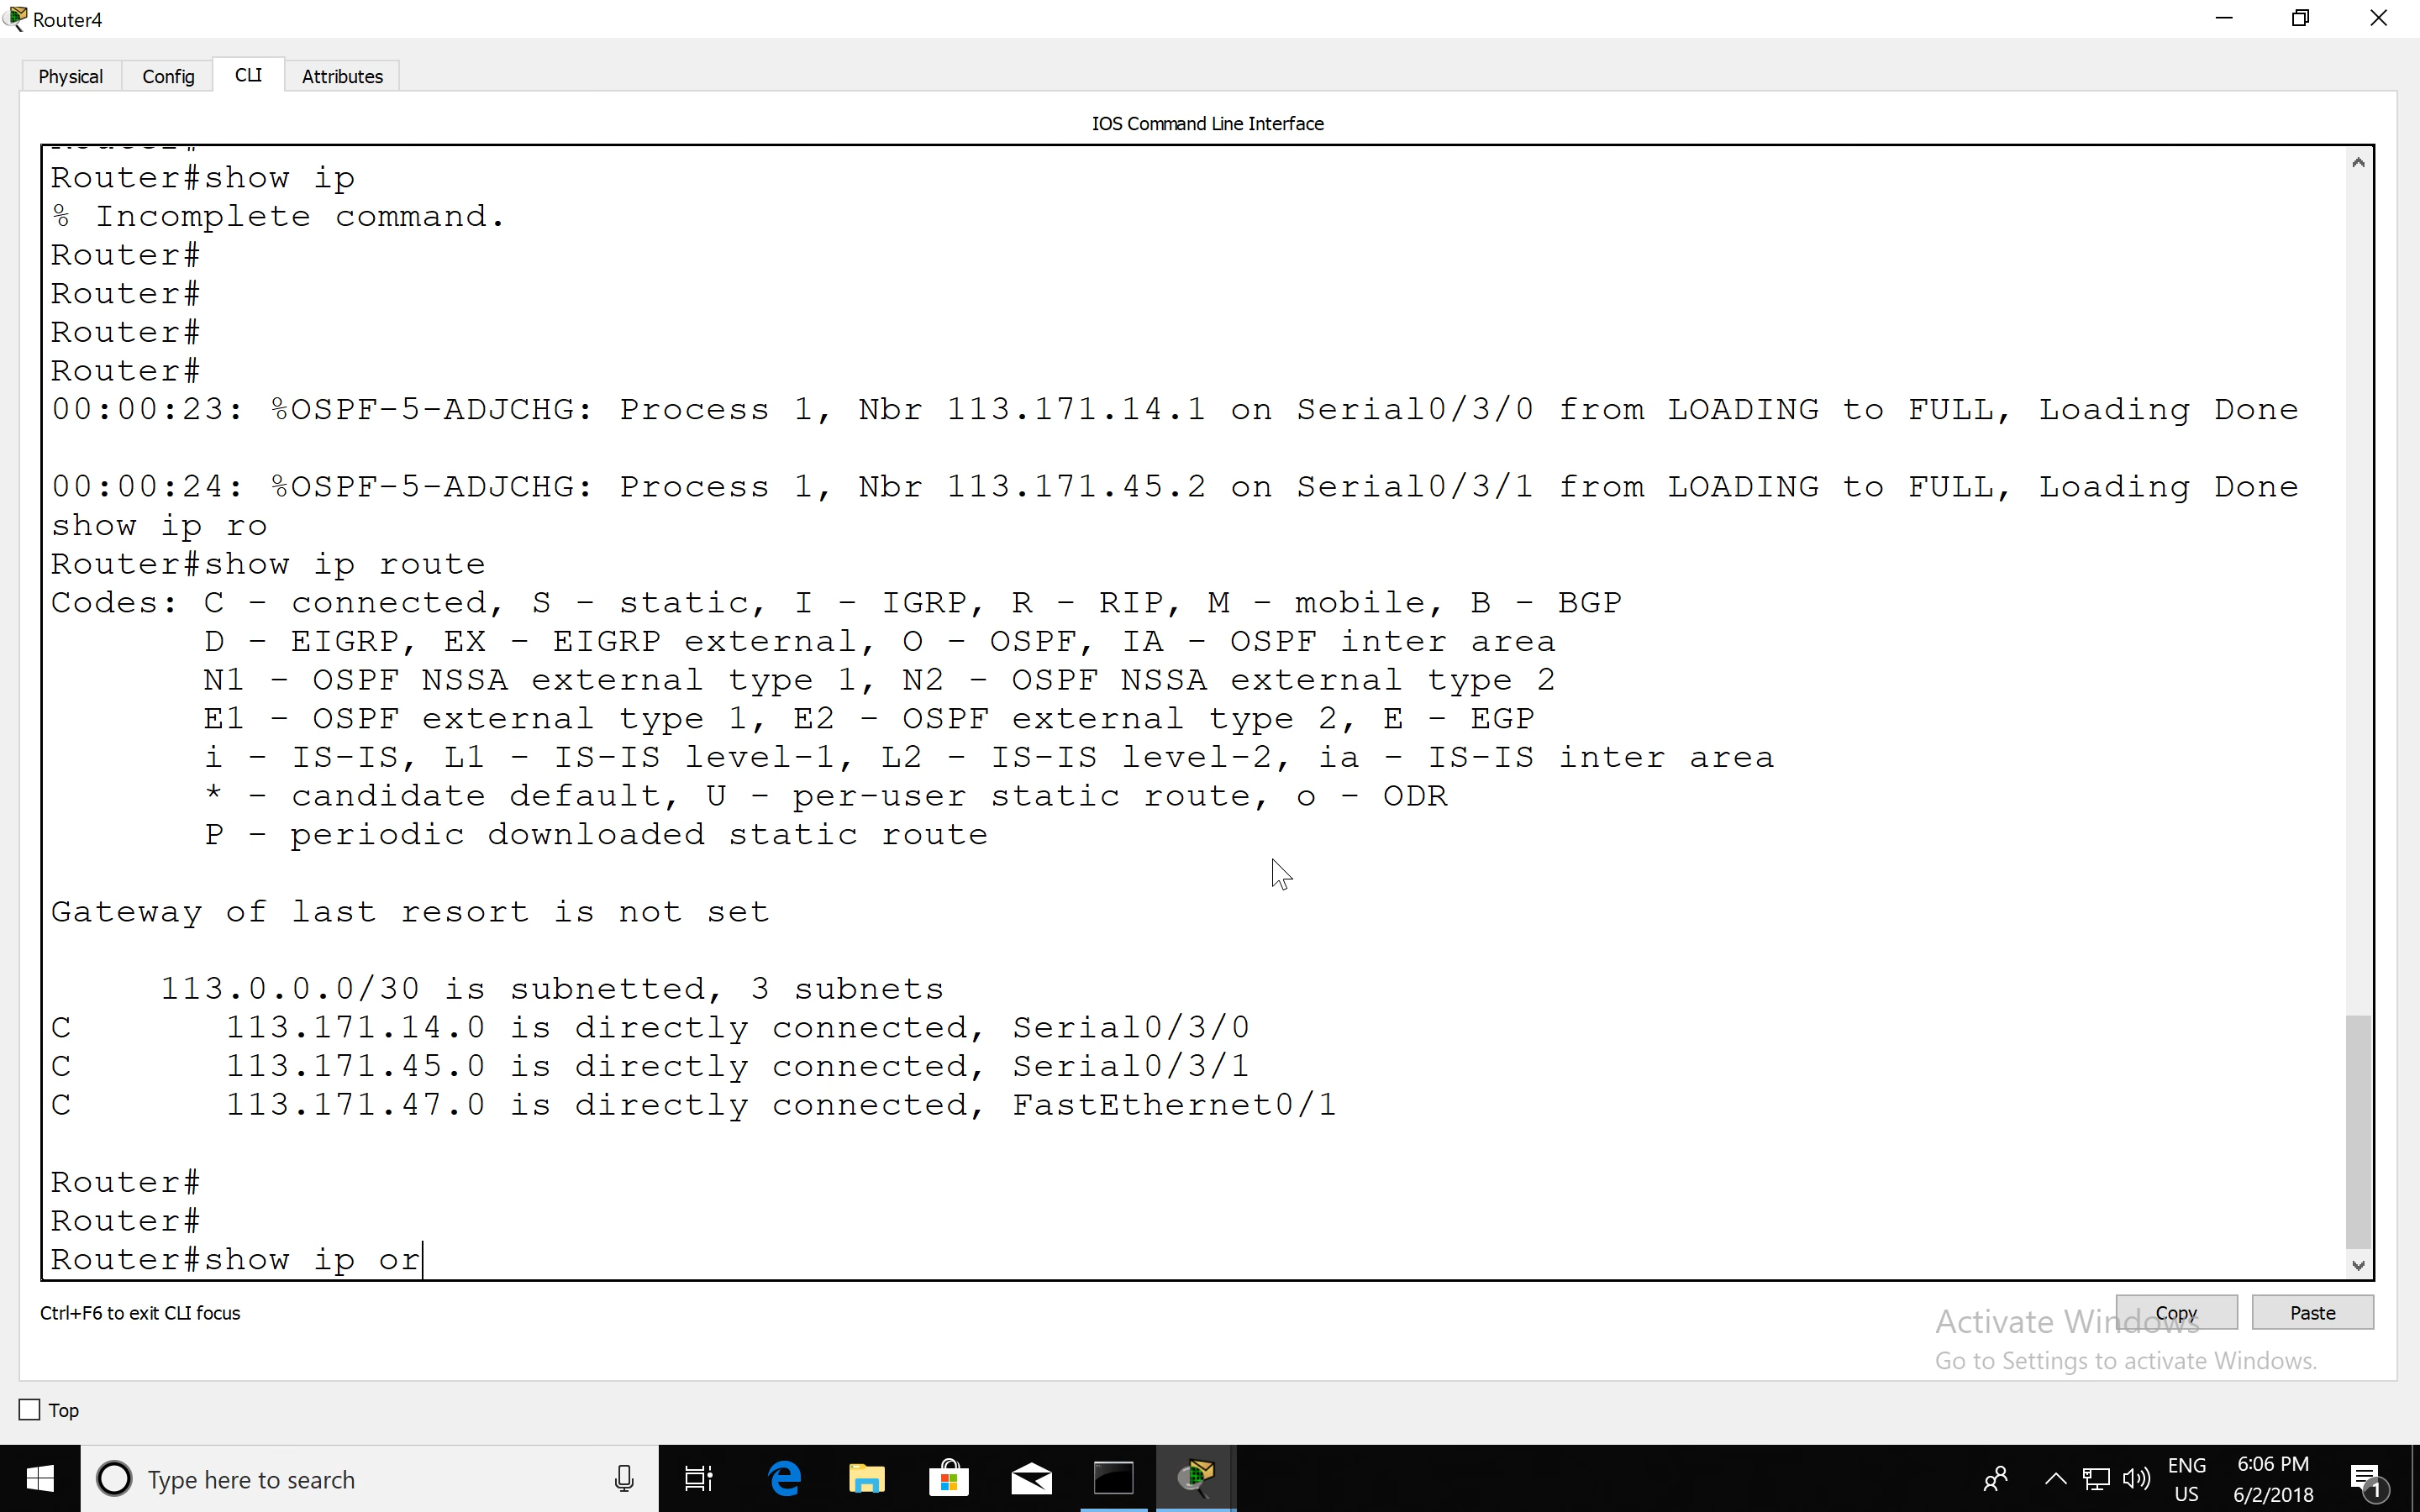 Router4
Physical Config CLI Attributes
IOS Command Line Interface
Router#show ip
% Incomplete command.
Router#
Router#
Router#
Router#
00:00:23: %OSPF-5-ADJCHG: Process 1, Nbr 113.171.14.1 on Serial0/3/0 from LOADING to FULL, Loading Done
00:00:24: %OSPF-5-ADJCHG: Process 1, Nbr 113.171.45.2 on Serial0/3/1 from LOADING to FULL, Loading Done
show ip ro
Router#show ip route
Codes: C - connected, S - static, I - IGRP, R - RIP, M - mobile, B - BGP
D - EIGRP, EX - EIGRP external, O - OSPF, IA - OSPF inter area
N1 - OSPF NSSA external type 1, N2 - OSPF NSSA external type 2
E1 - OSPF external type 1, E2 - OSPF external type 2, E - EGP
i - IS-IS, L1 - IS-IS level-1, L2 - IS-IS level-2, ia - IS-IS inter area
* - candidate default, U - per-user static route, o - ODR
P - periodic downloaded static route
Gateway of last resort is not set
113.0.0.0/30 is subnetted, 3 subnets
C 113.171.14.0 is directly connected, Serial0/3/0
C 113.171.45.0 is directly connected, Serial0/3/1
C 113.171.47.0 is directly connected, FastEthernet0/1
Router#
Router#
Router#show ip or
Ctrl+F6 to exit CLI focus
Copy Paste
Activate Windows
Go to Settings to activate Windows.
Top
Type here to search
ENG
US
6:06 PM
6/2/2018
1